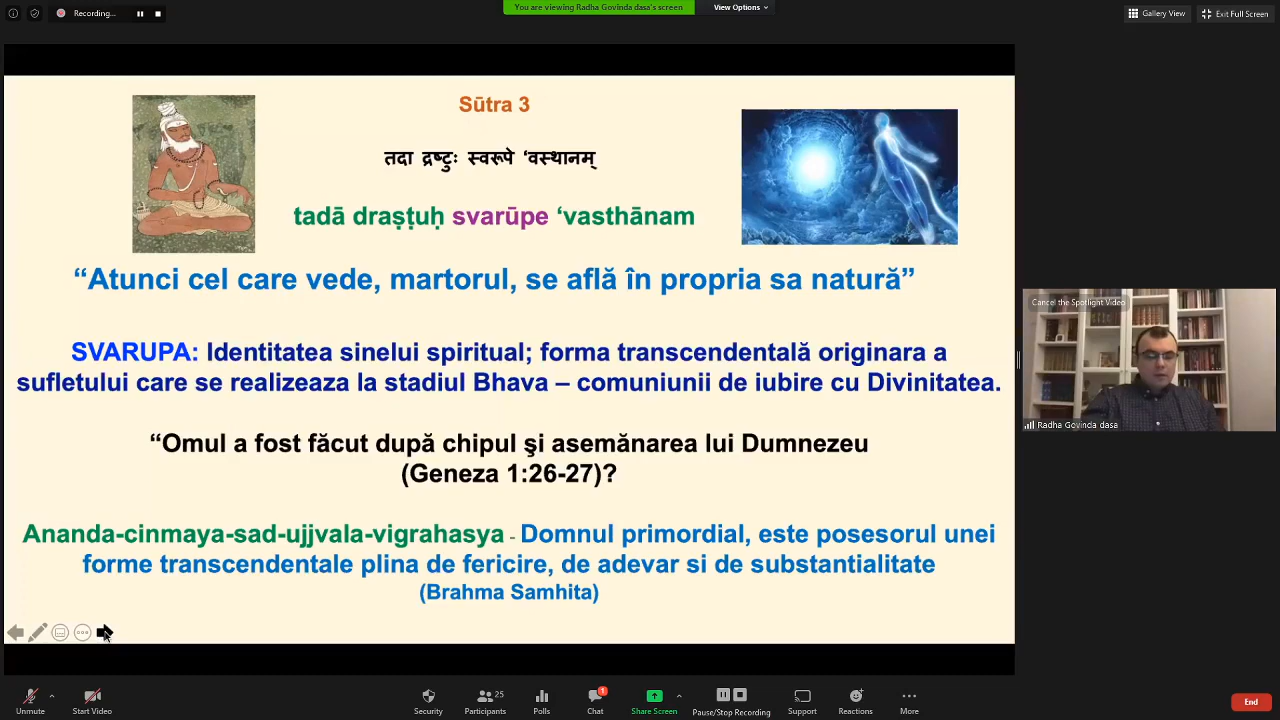 Recording...
You are viewing Radha Govinda dasa's screen
View Options
Gallery View
Exit Full Screen
Sūtra 3
तदा द्रष्टुः स्वरूपे ‘वस्थानम्
tadā draṣṭuḥ svarūpe ‘vasthānam
“Atunci cel care vede, martorul, se află în propria sa natură”
SVARUPA: Identitatea sinelui spiritual; forma transcendentală originara a
sufletului care se realizeaza la stadiul Bhava – comuniunii de iubire cu Divinitatea.
“Omul a fost făcut după chipul şi asemănarea lui Dumnezeu
(Geneza 1:26-27)?
Ananda-cinmaya-sad-ujjvala-vigrahasya - Domnul primordial, este posesorul unei
forme transcendentale plina de fericire, de adevar si de substantialitate
(Brahma Samhita)
Cancel the Spotlight Video
Radha Govinda dasa
Unmute
Start Video
Security
Participants 25
Polls
Chat 1
Share Screen
Pause/Stop Recording
Support
Reactions
More
End